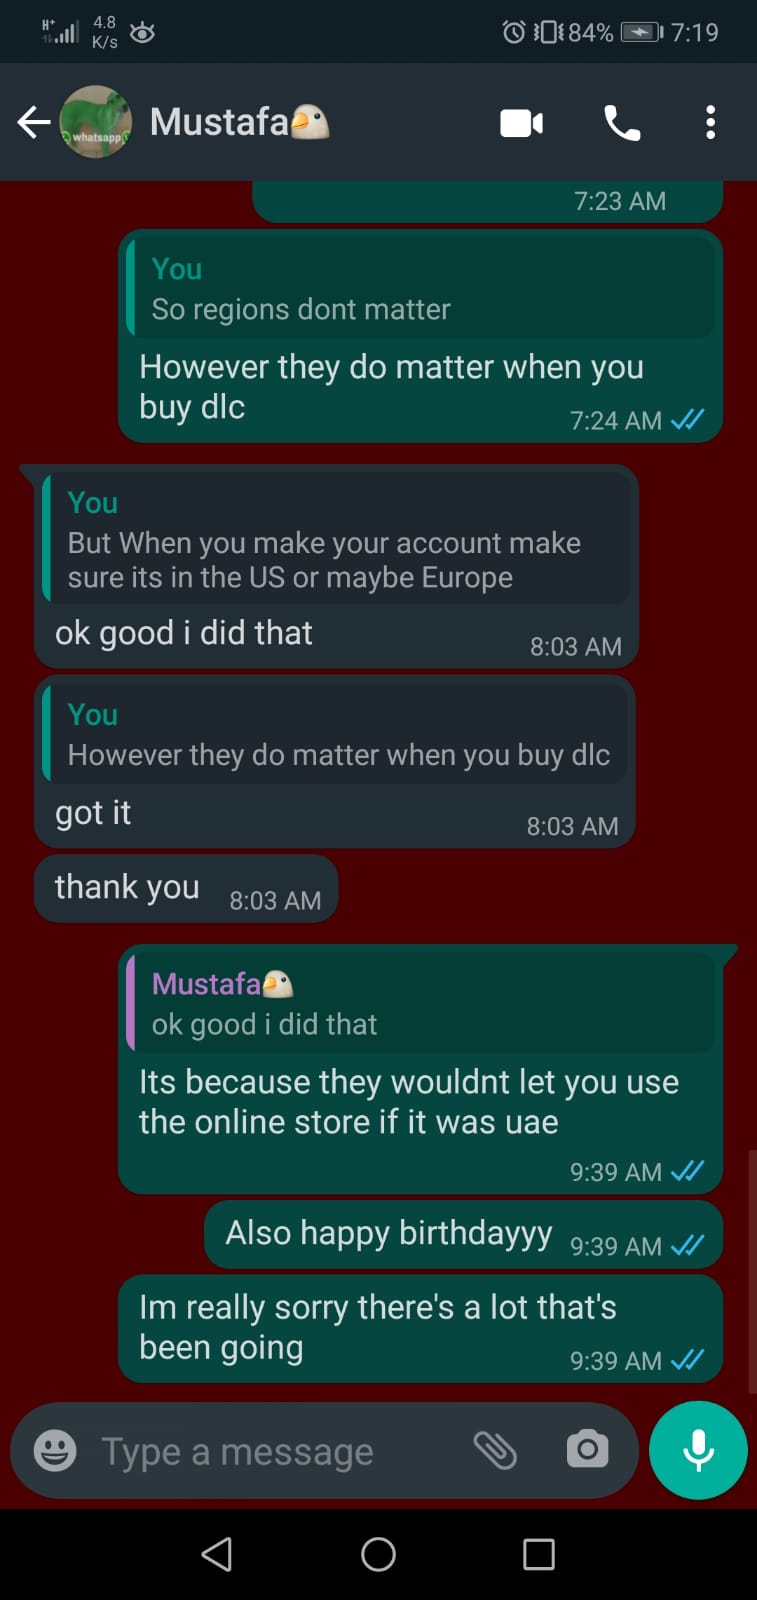 H+ 4.8 K/s 84% 7:19
whatsapp
Mustafa
7:23 AM
You
So regions dont matter
However they do matter when you
buy dlc
7:24 AM
You
But When you make your account make
sure its in the US or maybe Europe
ok good i did that
8:03 AM
You
However they do matter when you buy dlc
got it
8:03 AM
thank you 8:03 AM
Mustafa
ok good i did that
Its because they wouldnt let you use
the online store if it was uae
9:39 AM
Also happy birthdayyy 9:39 AM
Im really sorry there's a lot that's
been going 9:39 AM
Type a message